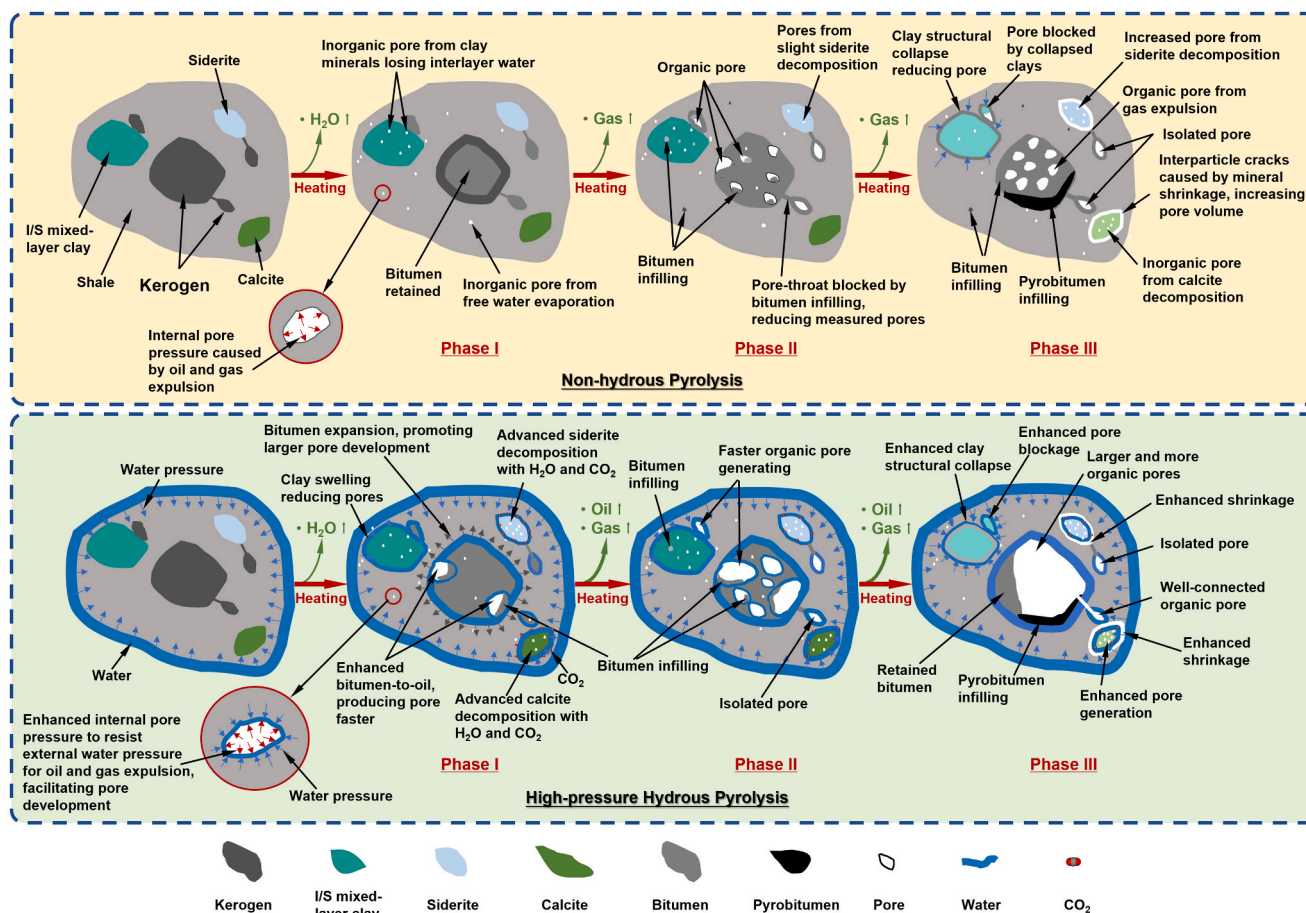 Siderite
I/S mixed-
layer clay
Shale
Kerogen
Calcite
· H₂O ↑
Heating
Inorganic pore from clay
minerals losing interlayer water
Bitumen
retained
Inorganic pore from
free water evaporation
Internal pore
pressure caused
by oil and gas
expulsion
Phase I
· Gas ↑
Heating
Organic pore
Pores from
slight siderite
decomposition
Bitumen
infilling
Pore-throat blocked by
bitumen infilling,
reducing measured pores
Phase II
· Gas ↑
Heating
Clay structural
collapse
reducing pore
Pore blocked
by collapsed
clays
Increased pore from
siderite decomposition
Organic pore from
gas expulsion
Isolated pore
Interparticle cracks
caused by mineral
shrinkage, increasing
pore volume
Bitumen
infilling
Pyrobitumen
infilling
Inorganic pore
from calcite
decomposition
Phase III
Non-hydrous Pyrolysis
Water pressure
Water
· H₂O ↑
Heating
Bitumen expansion, promoting
larger pore development
Clay swelling
reducing pores
Advanced siderite
decomposition
with H₂O and CO₂
Enhanced
bitumen-to-oil,
producing pore
faster
Advanced calcite
decomposition with
H₂O and CO₂
CO₂
Bitumen infilling
Enhanced internal pore
pressure to resist
external water pressure
for oil and gas expulsion,
facilitating pore
development
Water pressure
Phase I
· Oil ↑
· Gas ↑
Heating
Bitumen
infilling
Faster organic pore
generating
Isolated pore
Phase II
· Oil ↑
· Gas ↑
Heating
Enhanced clay
structural collapse
Enhanced pore
blockage
Larger and more
organic pores
Enhanced shrinkage
Isolated pore
Well-connected
organic pore
Enhanced
shrinkage
Retained
bitumen
Pyrobitumen
infilling
Enhanced pore
generation
Phase III
High-pressure Hydrous Pyrolysis
Kerogen
I/S mixed-
layer clay
Siderite
Calcite
Bitumen
Pyrobitumen
Pore
Water
CO₂